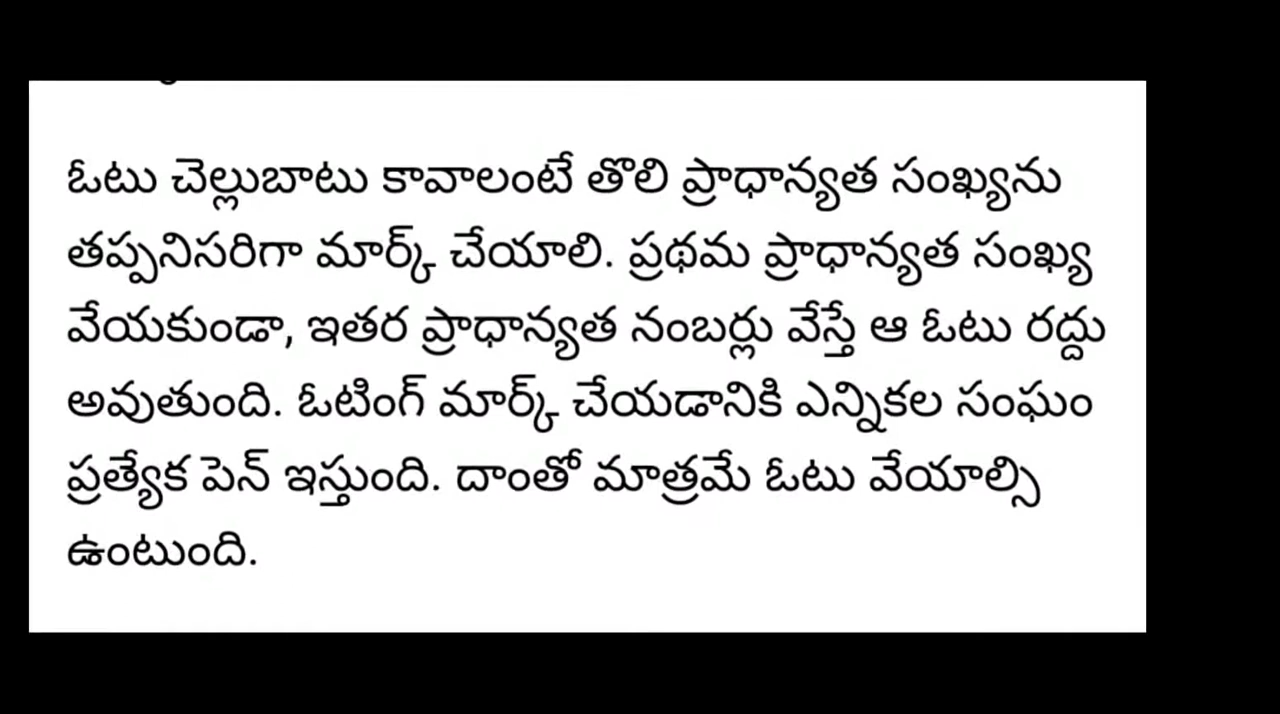 ఓటు చెల్లుబాటు కావాలంటే తొలి ప్రాధాన్యత సంఖ్యను
తప్పనిసరిగా మార్క్ చేయాలి. ప్రథమ ప్రాధాన్యత సంఖ్య
వేయకుండా, ఇతర ప్రాధాన్యత నంబర్లు వేస్తే ఆ ఓటు రద్దు
అవుతుంది. ఓటింగ్ మార్క్ చేయడానికి ఎన్నికల సంఘం
ప్రత్యేక పెన్ ఇస్తుంది. దాంతో మాత్రమే ఓటు వేయాల్సి
ఉంటుంది.